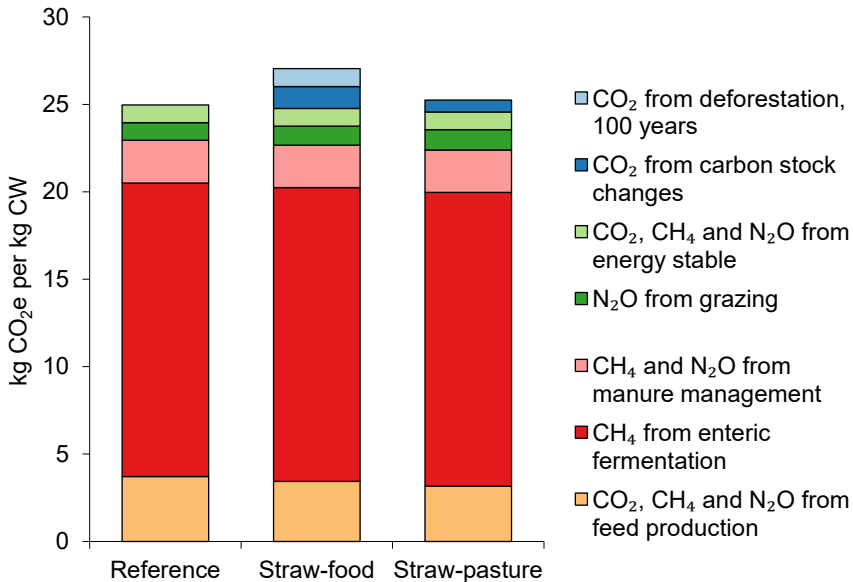 kg CO₂e per kg CW
30
25
20
15
10
5
0
Reference
Straw-food
Straw-pasture
CO₂ from deforestation,
100 years
CO₂ from carbon stock
changes
CO₂, CH₄ and N₂O from
energy stable
N₂O from grazing
CH₄ and N₂O from
manure management
CH₄ from enteric
fermentation
CO₂, CH₄ and N₂O from
feed production